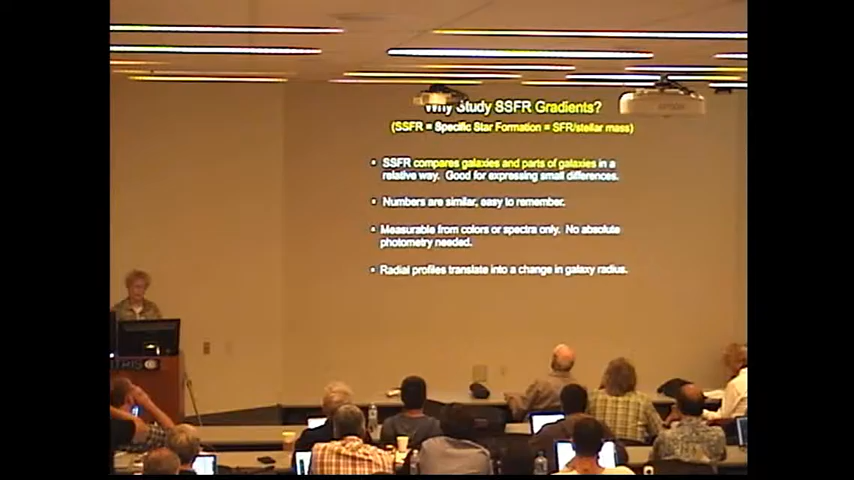 Why Study SSFR Gradients?
(SSFR = Specific Star Formation = SFR/stellar mass)
• SSFR compares galaxies and parts of galaxies in a
relative way. Good for expressing small differences.
• Numbers are similar, easy to remember.
• Measurable from colors or spectra only. No absolute
photometry needed.
• Radial profiles translate into a change in galaxy radius.
EPSON